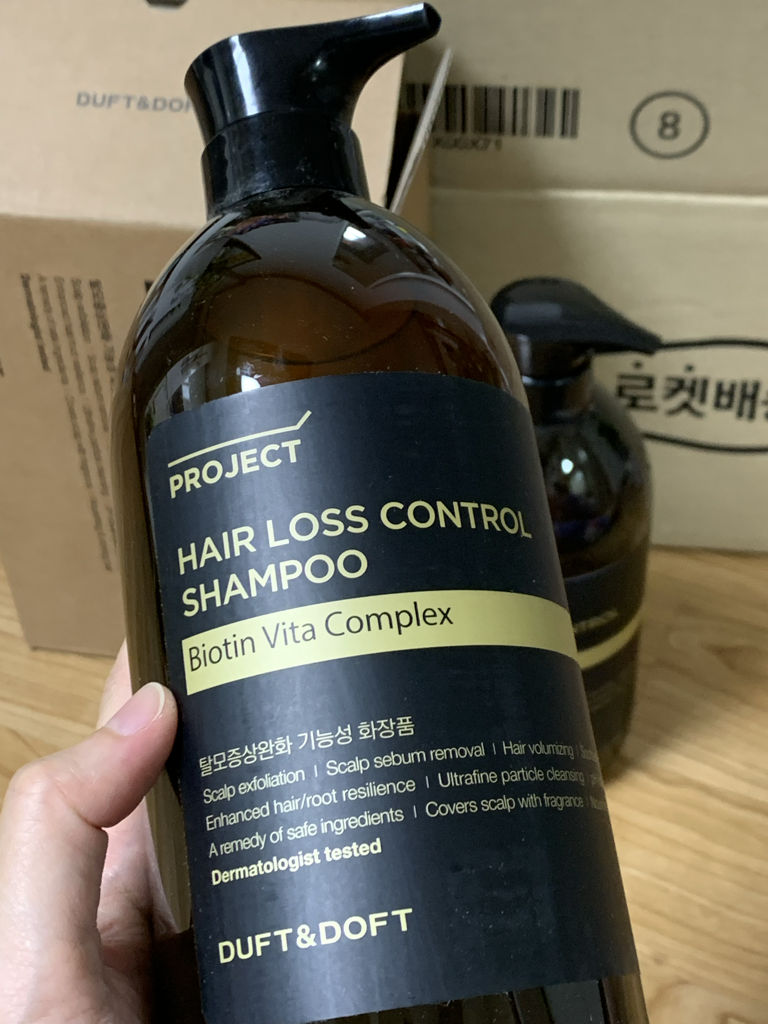 DUFT&DOF
8
로켓배
PROJECT
HAIR LOSS CONTROL
SHAMPOO
Biotin Vita Complex
탈모증상완화 기능성 화장품
Scalp exfoliation | Scalp sebum removal | Hair volumizing |
Enhanced hair/root resilience | Ultrafine particle cleansing |
A remedy of safe ingredients | Covers scalp with fragrance |
Dermatologist tested
DUFT&DOFT